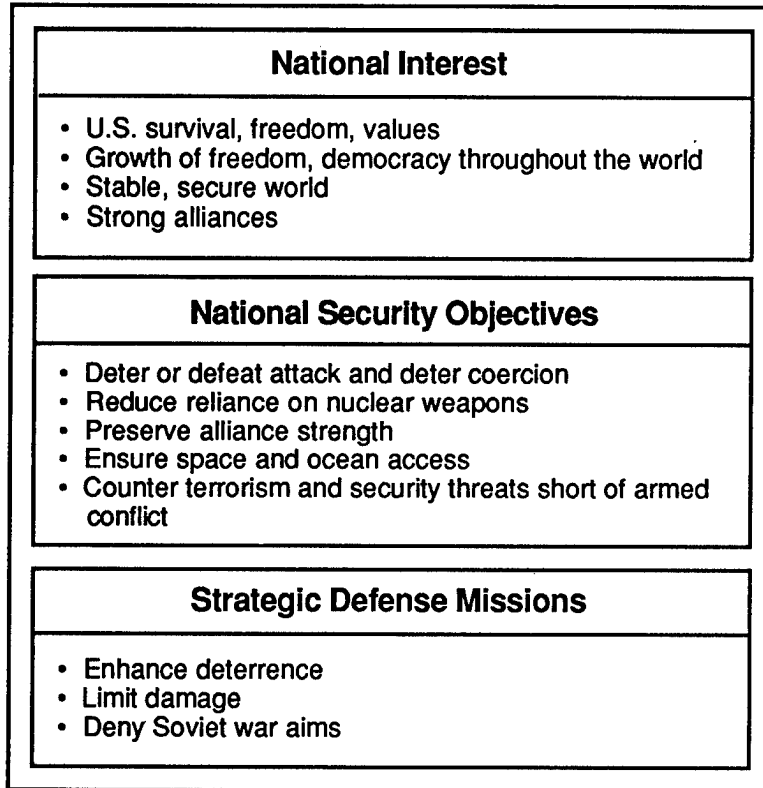 National Interest
• U.S. survival, freedom, values
• Growth of freedom, democracy throughout the world
• Stable, secure world
• Strong alliances
National Security Objectives
• Deter or defeat attack and deter coercion
• Reduce reliance on nuclear weapons
• Preserve alliance strength
• Ensure space and ocean access
• Counter terrorism and security threats short of armed
conflict
Strategic Defense Missions
• Enhance deterrence
• Limit damage
• Deny Soviet war aims